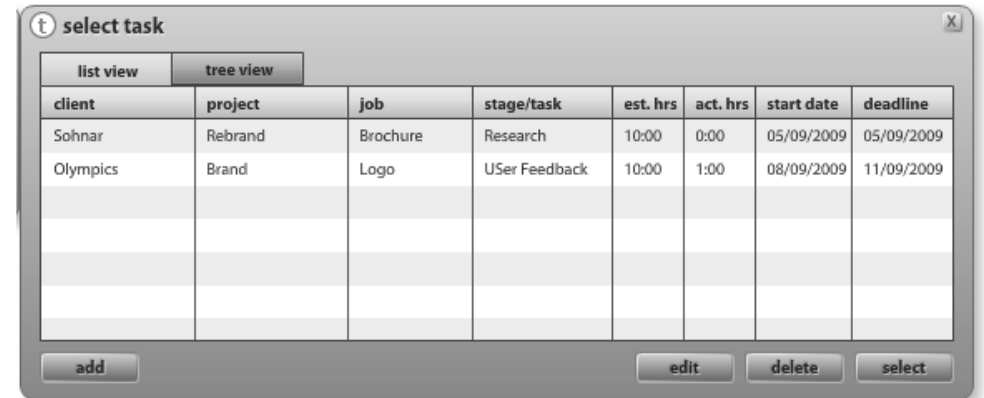 t select task X
list view tree view
client project job stage/task est. hrs act. hrs start date deadline
Sohnar Rebrand Brochure Research 10:00 0:00 05/09/2009 05/09/2009
Olympics Brand Logo USer Feedback 10:00 1:00 08/09/2009 11/09/2009
add edit delete select